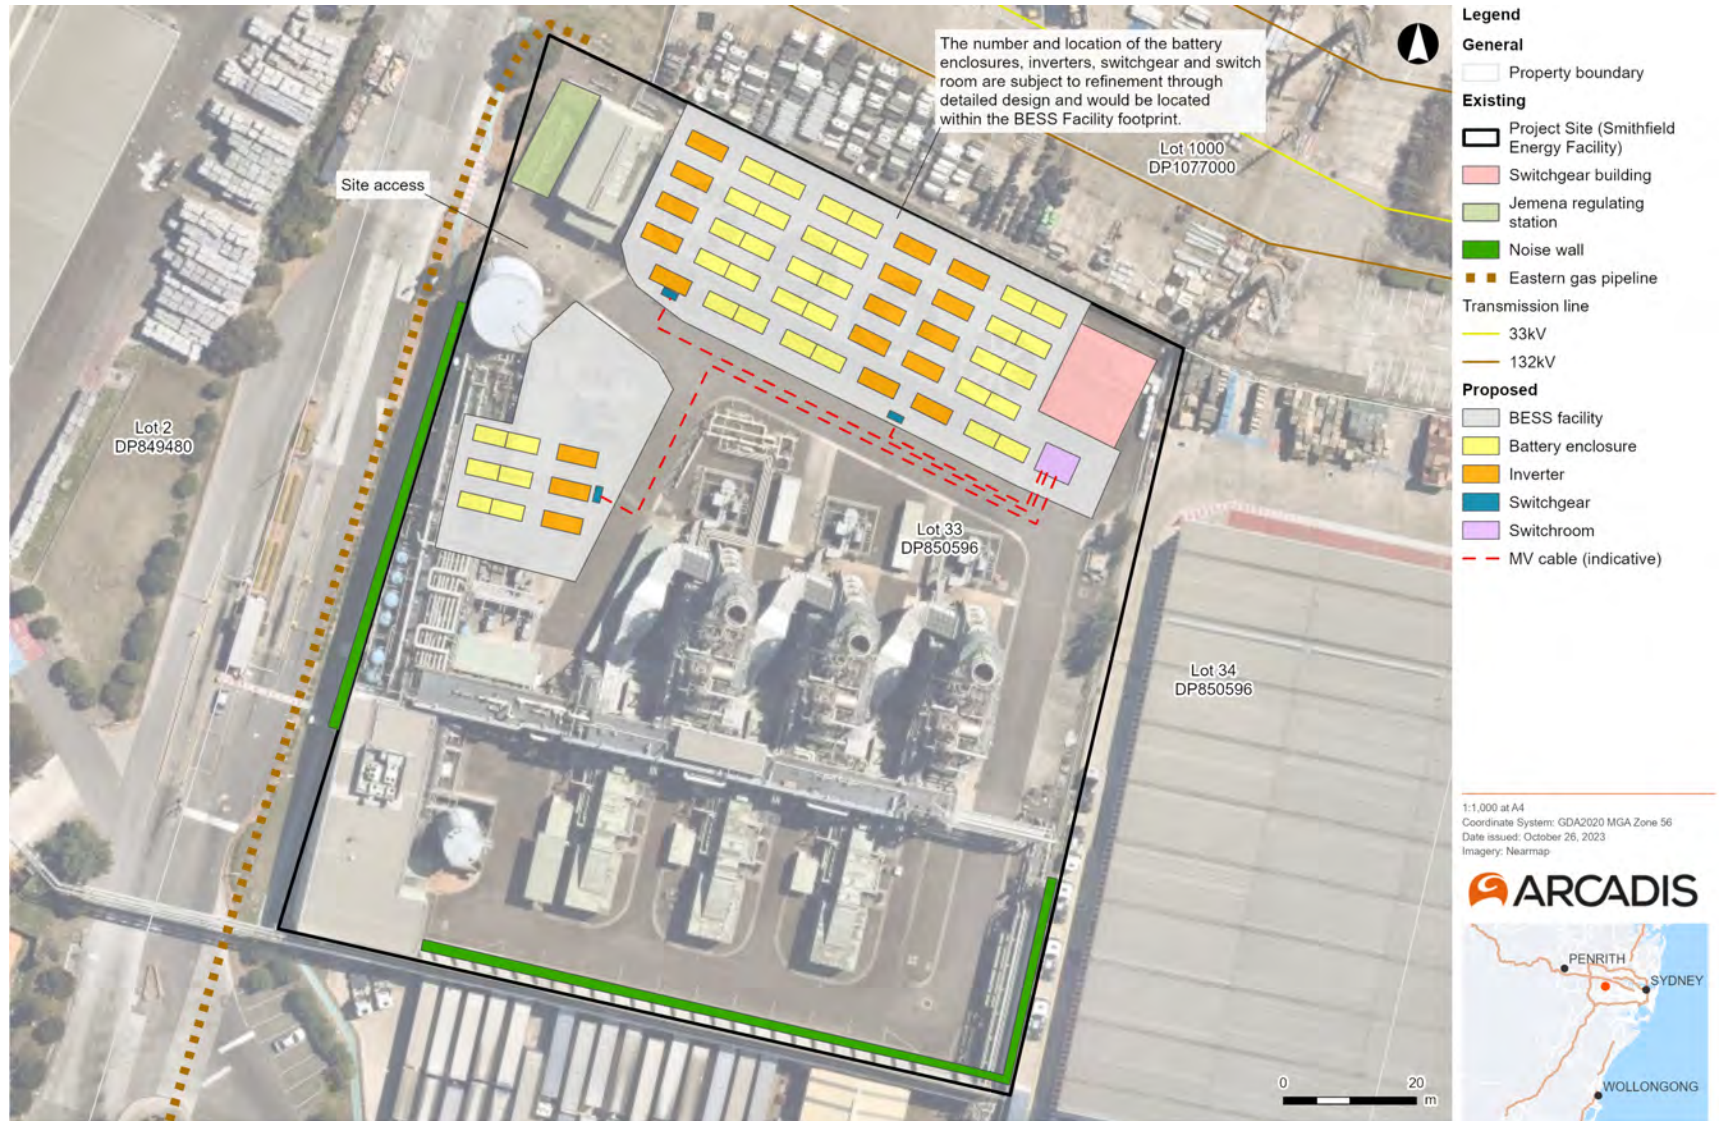 The number and location of the battery
enclosures, inverters, switchgear and switch
room are subject to refinement through
detailed design and would be located
within the BESS Facility footprint.
Lot 1000
DP1077000
Site access
Lot 2
DP849480
Lot 33
DP850596
Lot 34
DP850596
0 20
m
Legend
General
Property boundary
Existing
Project Site (Smithfield
Energy Facility)
Switchgear building
Jemena regulating
station
Noise wall
Eastern gas pipeline
Transmission line
33kV
132kV
Proposed
BESS facility
Battery enclosure
Inverter
Switchgear
Switchroom
MV cable (indicative)
1:1,000 at A4
Coordinate System: GDA2020 MGA Zone 56
Date issued: October 26, 2023
Imagery: Nearmap
ARCADIS
PENRITH
SYDNEY
WOLLONGONG